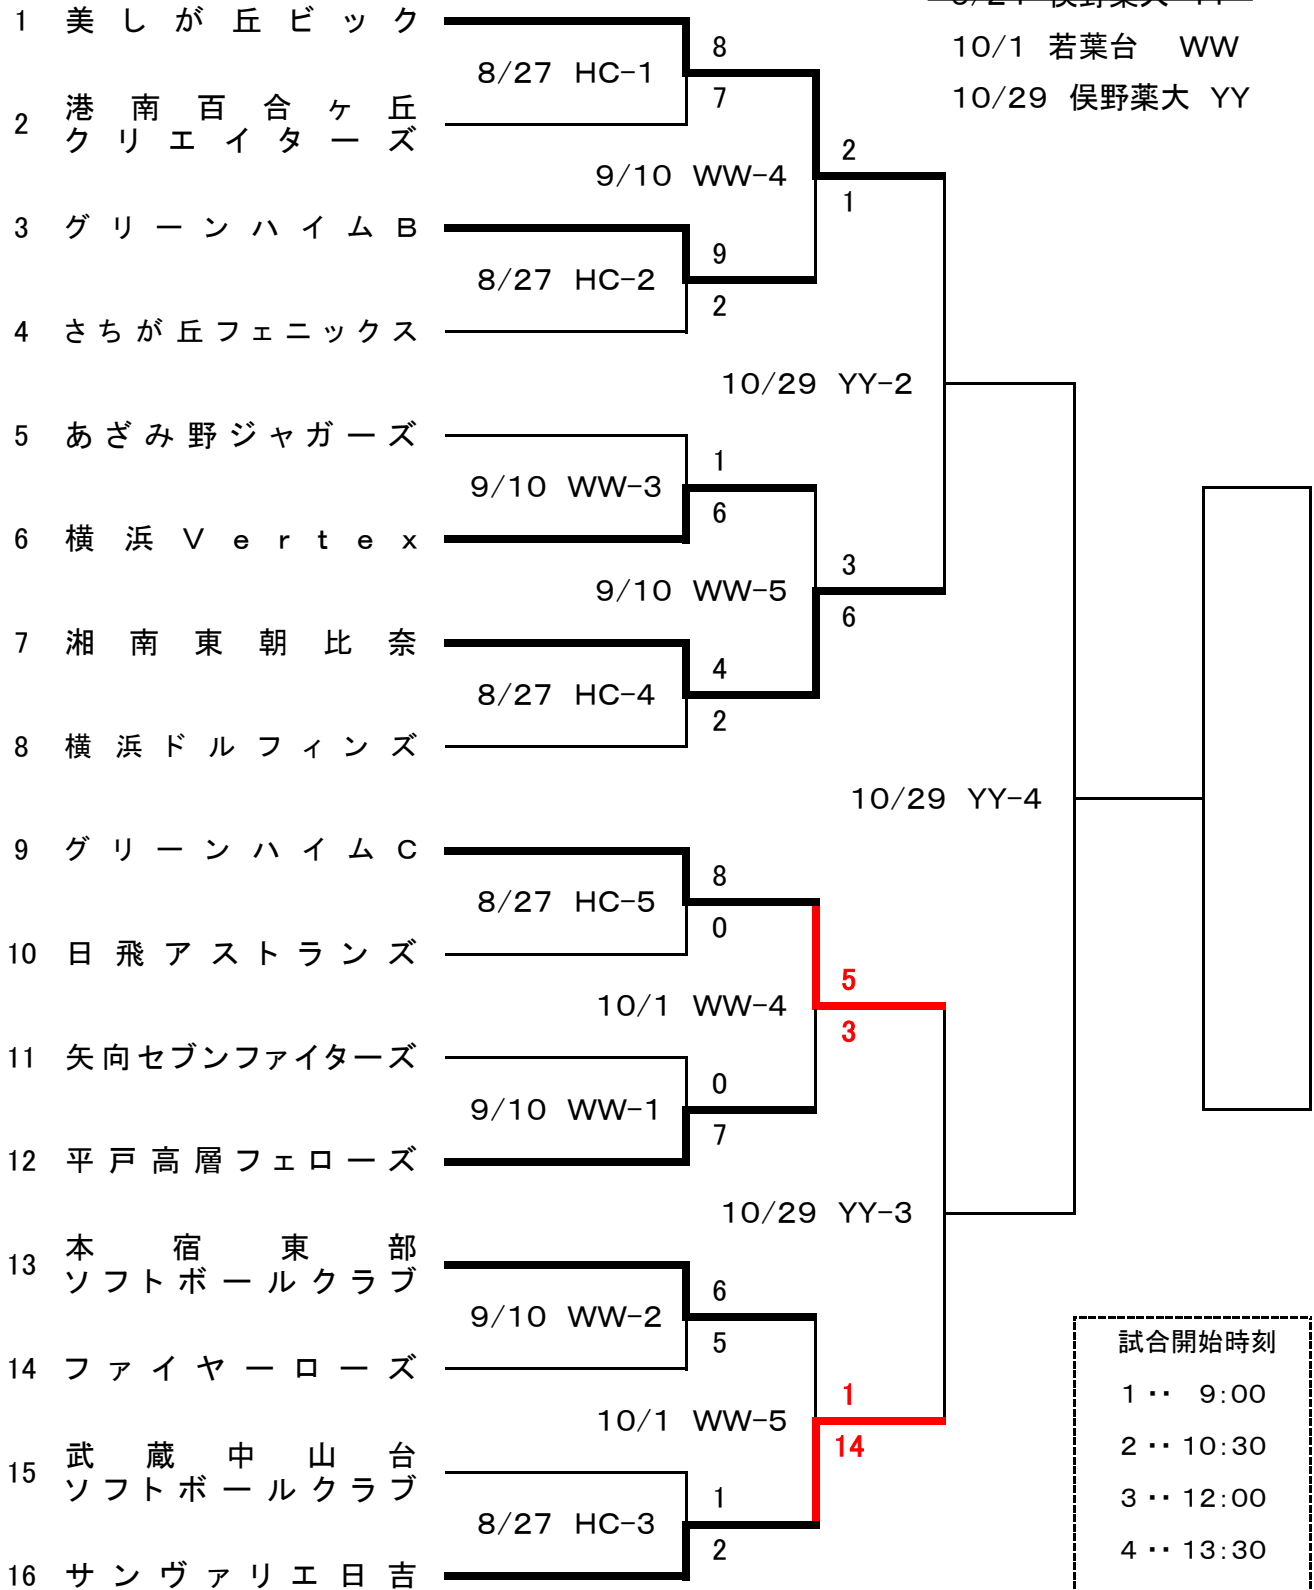 10/1 若葉台 WW
10/29 俣野薬大 YY
1 美しが丘ビック
8/27 HC-1
8
7
2 港南百合ヶ丘
クリエイターズ
9/10 WW-4
2
1
3 グリーンハイムB
8/27 HC-2
9
2
4 さちが丘フェニックス
10/29 YY-2
5 あざみ野ジャガーズ
9/10 WW-3
1
6
6 横浜Vertex
9/10 WW-5
3
6
7 湘南東朝比奈
8/27 HC-4
4
2
8 横浜ドルフィンズ
10/29 YY-4
9 グリーンハイムC
8/27 HC-5
8
0
10 日飛アストランズ
10/1 WW-4
5
3
11 矢向セブンファイターズ
9/10 WW-1
0
7
12 平戸高層フェローズ
10/29 YY-3
13 本宿東部
ソフトボールクラブ
9/10 WW-2
6
5
14 ファイヤーローズ
10/1 WW-5
1
14
15 武蔵中山台
ソフトボールクラブ
8/27 HC-3
1
2
16 サンヴァリエ日吉
試合開始時刻
1 ‥ 9:00
2 ‥ 10:30
3 ‥ 12:00
4 ‥ 13:30